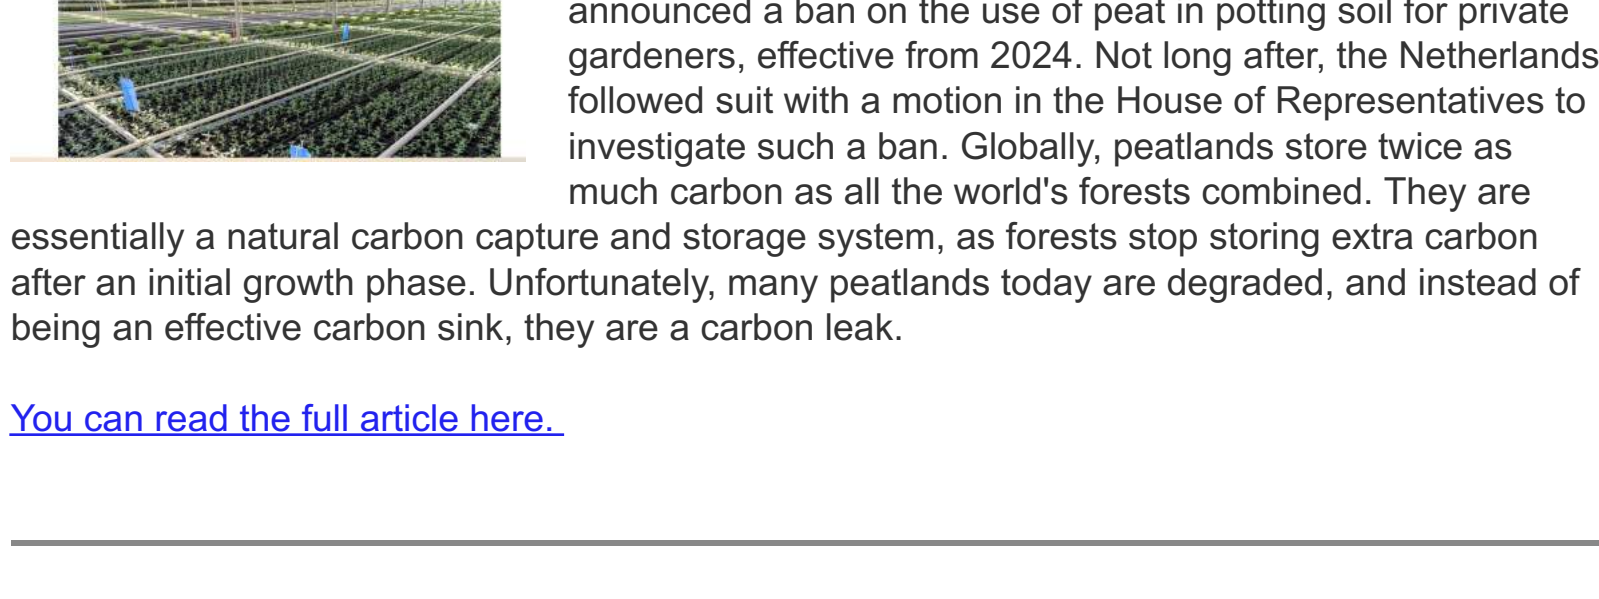 announced a ban on the use of peat in potting soil for private
gardeners, effective from 2024. Not long after, the Netherlands
followed suit with a motion in the House of Representatives to
investigate such a ban. Globally, peatlands store twice as
much carbon as all the world's forests combined. They are
essentially a natural carbon capture and storage system, as forests stop storing extra carbon
after an initial growth phase. Unfortunately, many peatlands today are degraded, and instead of
being an effective carbon sink, they are a carbon leak.
You can read the full article here.